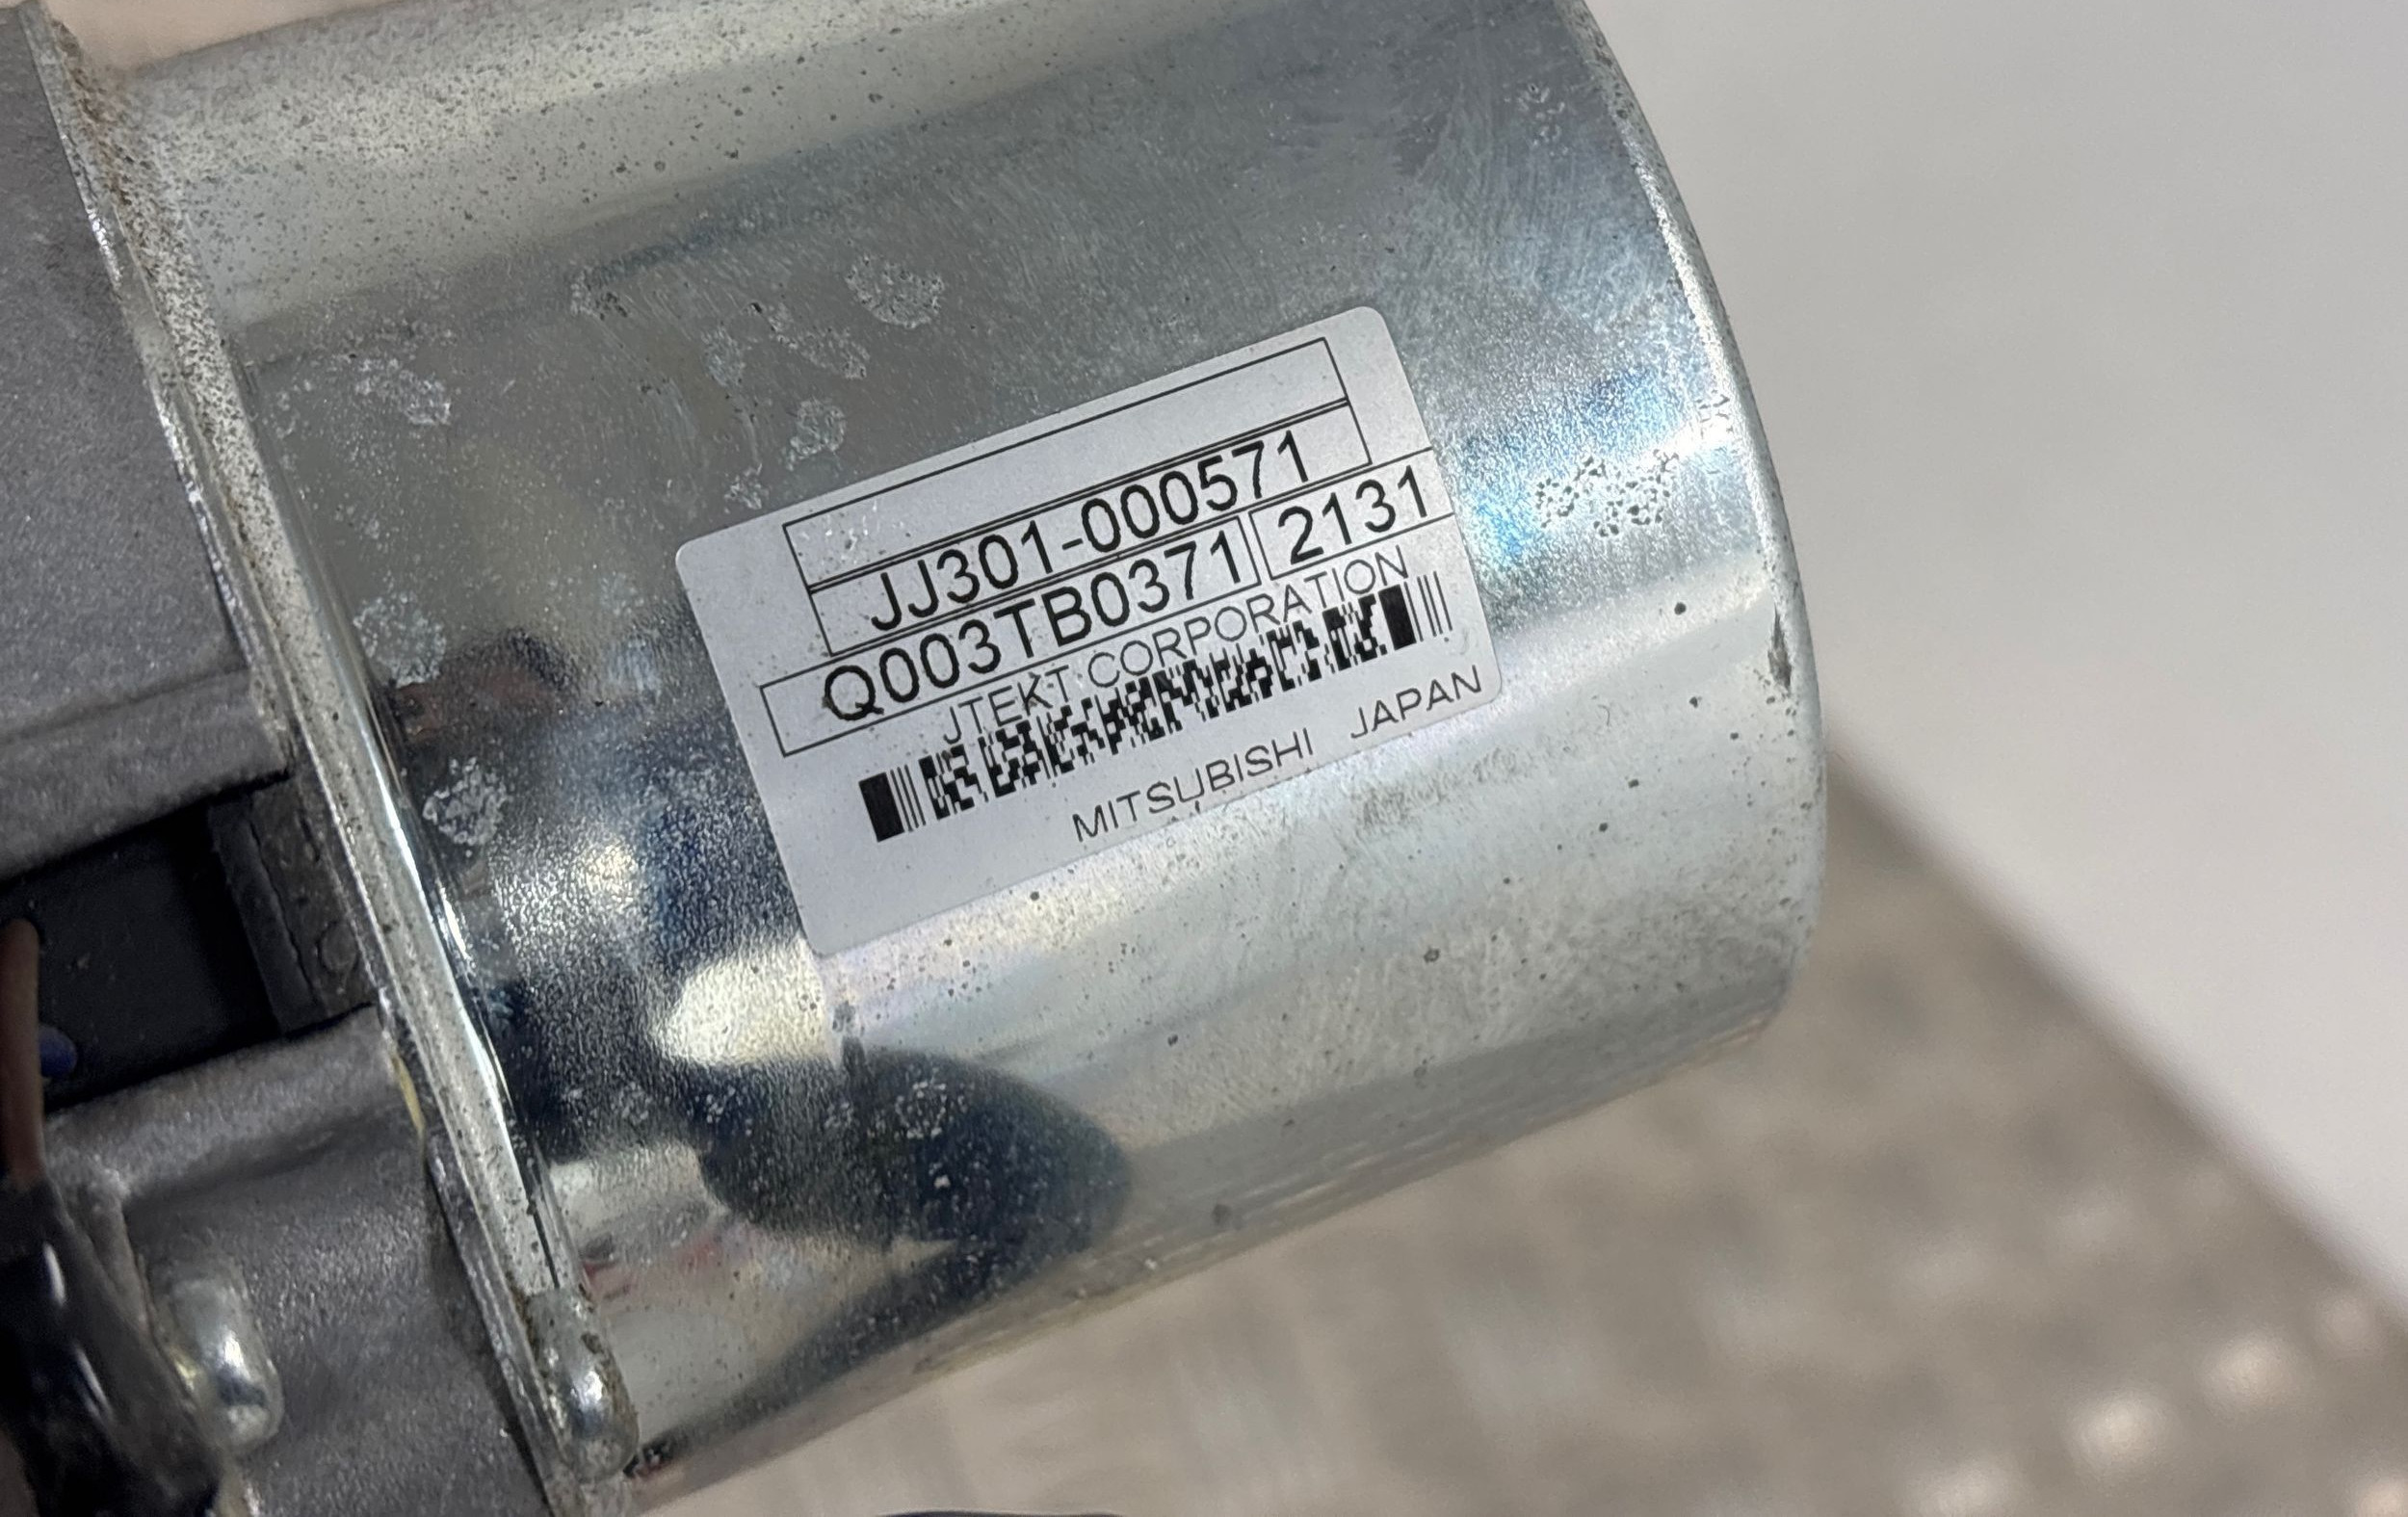 JJ301-000571
Q003TB0371 2131
JTEKT CORPORATION
MITSUBISHI JAPAN